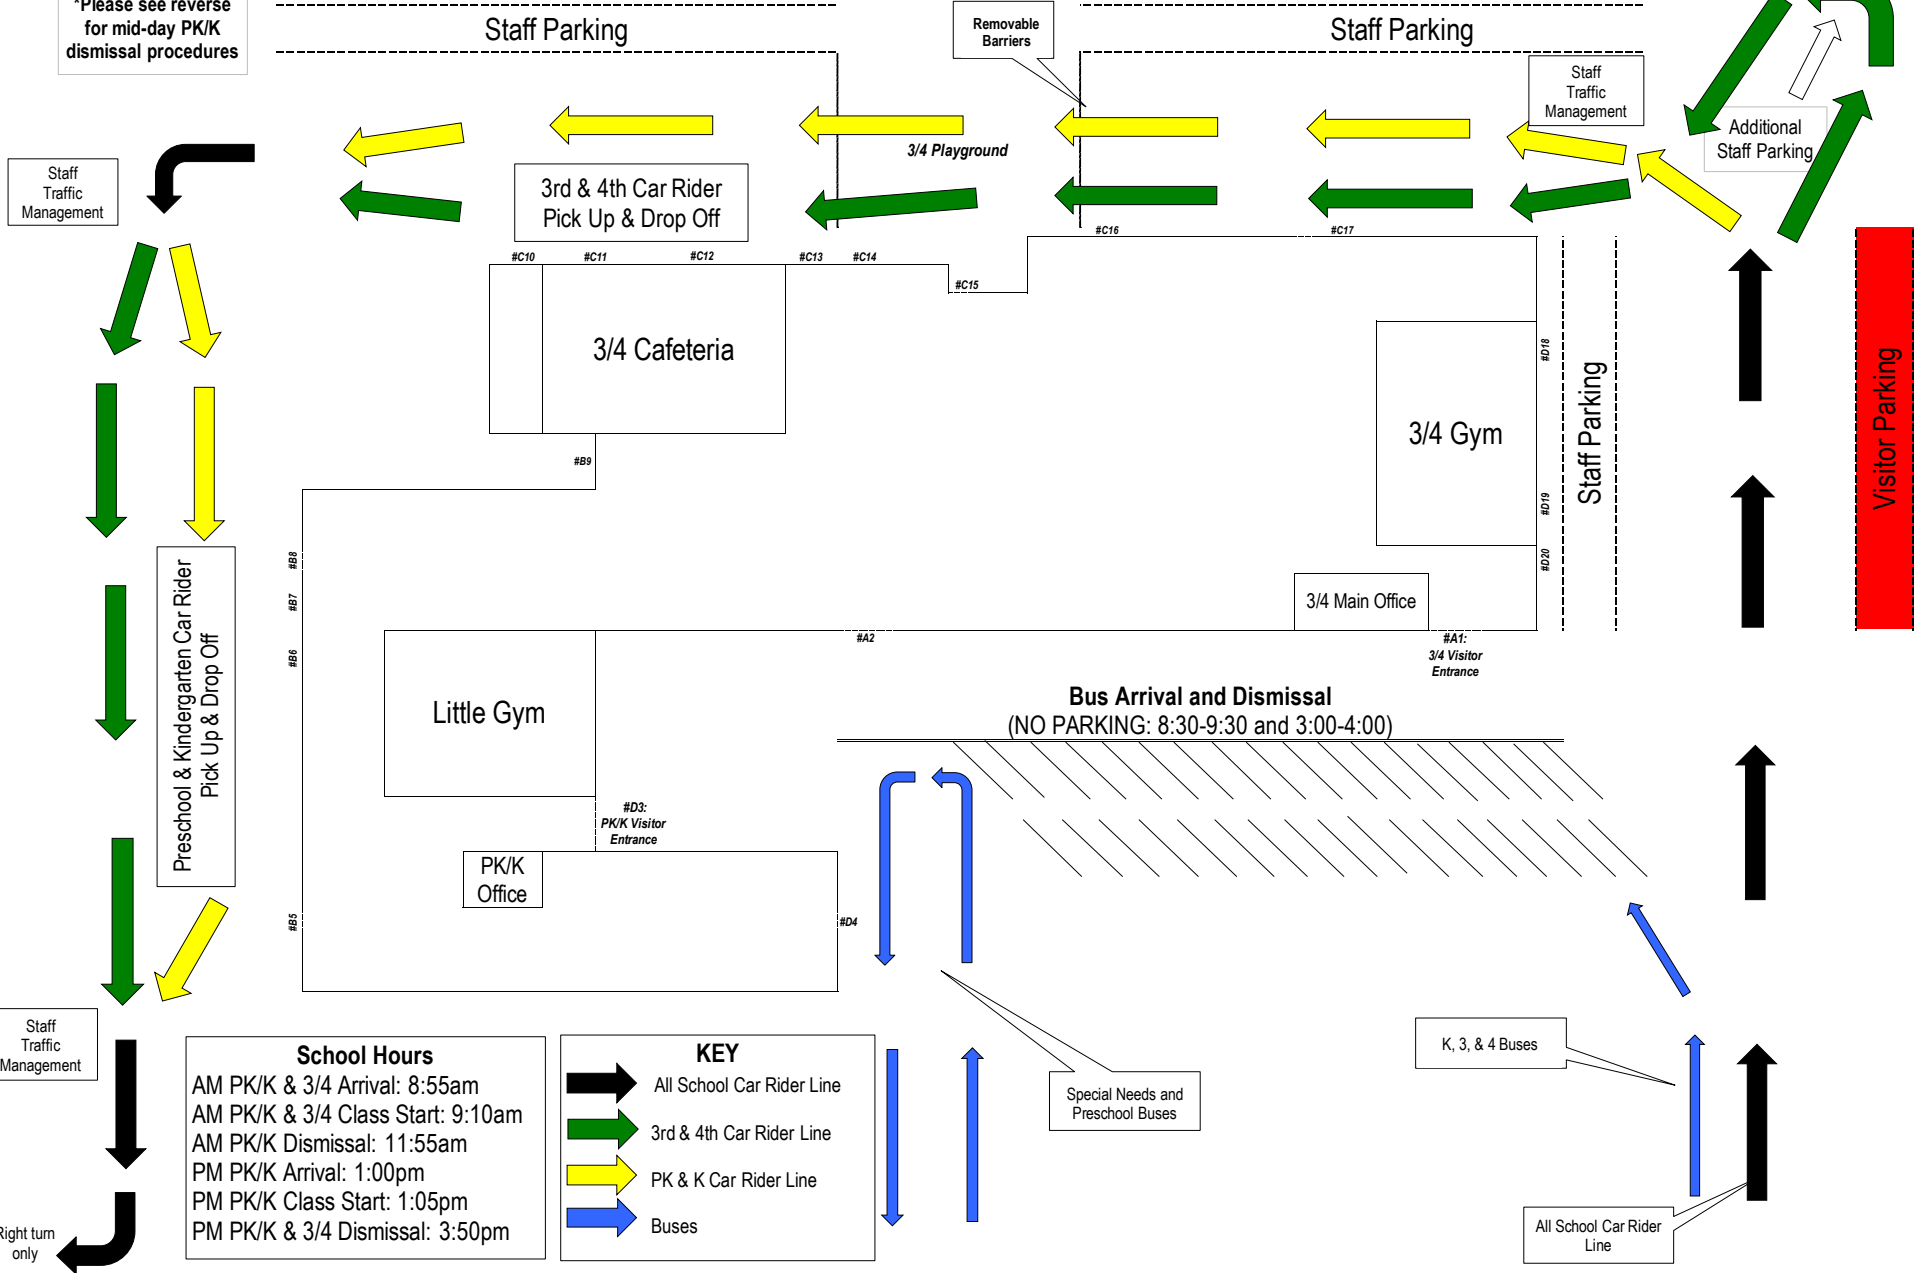 *Please see reverse
for mid-day PK/K
dismissal procedures
Staff Parking
Removable
Barriers
Staff Parking
Staff
Traffic
Management
Additional
Staff Parking
3/4 Playground
Staff
Traffic
Management
3rd & 4th Car Rider
Pick Up & Drop Off
#C10
#C11
#C12
#C13
#C14
#C15
#C16
#C17
3/4 Cafeteria
3/4 Gym
#D18
#D19
#D20
Staff Parking
Visitor Parking
#B9
#B8
#B7
#B6
#B5
Preschool & Kindergarten Car Rider
Pick Up & Drop Off
3/4 Main Office
#A2
#A1:
3/4 Visitor
Entrance
Little Gym
Bus Arrival and Dismissal
(NO PARKING: 8:30-9:30 and 3:00-4:00)
#D3:
PK/K Visitor
Entrance
PK/K
Office
#D4
Staff
Traffic
Management
School Hours
AM PK/K & 3/4 Arrival: 8:55am
AM PK/K & 3/4 Class Start: 9:10am
AM PK/K Dismissal: 11:55am
PM PK/K Arrival: 1:00pm
PM PK/K Class Start: 1:05pm
PM PK/K & 3/4 Dismissal: 3:50pm
KEY
All School Car Rider Line
3rd & 4th Car Rider Line
PK & K Car Rider Line
Buses
Special Needs and
Preschool Buses
K, 3, & 4 Buses
All School Car Rider
Line
Right turn
only